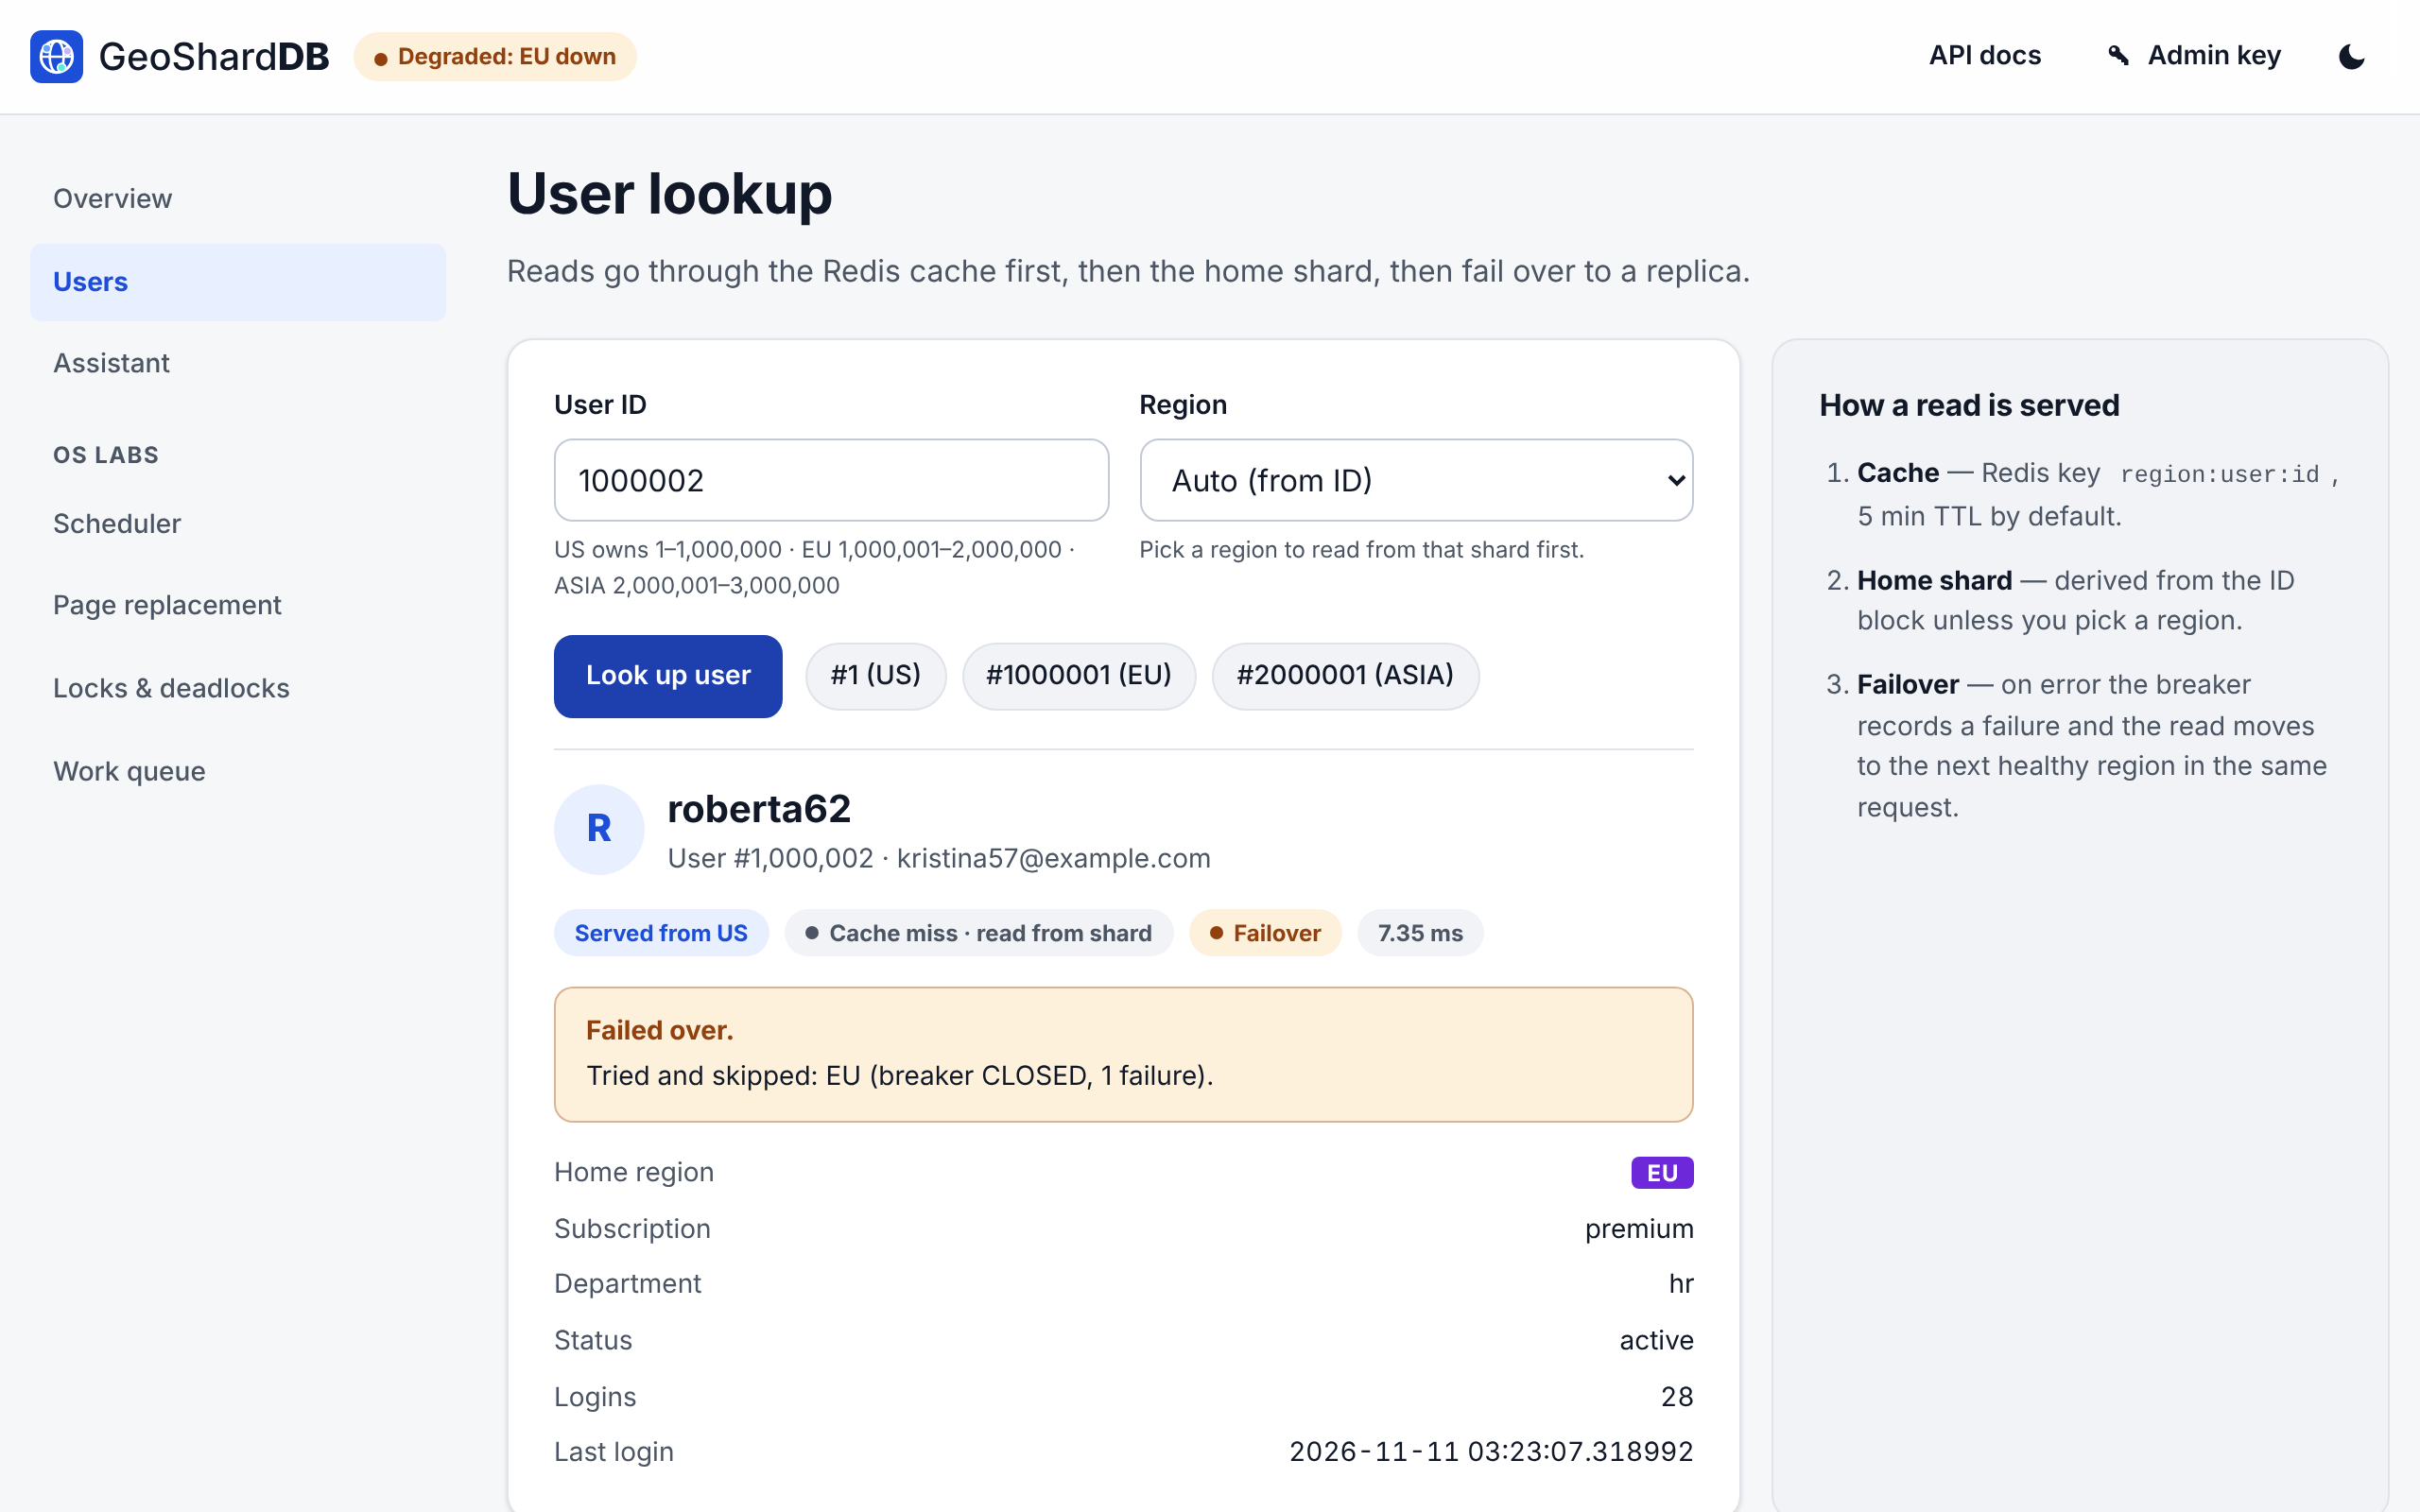 GeoShardDB
Degraded: EU down
API docs
Admin key
Overview
Users
Assistant
OS LABS
Scheduler
Page replacement
Locks & deadlocks
Work queue
User lookup
Reads go through the Redis cache first, then the home shard, then fail over to a replica.
User ID
1000002
US owns 1–1,000,000 · EU 1,000,001–2,000,000 ·
ASIA 2,000,001–3,000,000
Region
Auto (from ID)
Pick a region to read from that shard first.
Look up user
#1 (US)
#1000001 (EU)
#2000001 (ASIA)
R
roberta62
User #1,000,002 · kristina57@example.com
Served from US
Cache miss · read from shard
Failover
7.35 ms
Failed over.
Tried and skipped: EU (breaker CLOSED, 1 failure).
Home region EU
Subscription premium
Department hr
Status active
Logins 28
Last login 2026-11-11 03:23:07.318992
How a read is served
1. Cache — Redis key region:user:id ,
5 min TTL by default.
2. Home shard — derived from the ID
block unless you pick a region.
3. Failover — on error the breaker
records a failure and the read moves
to the next healthy region in the same
request.